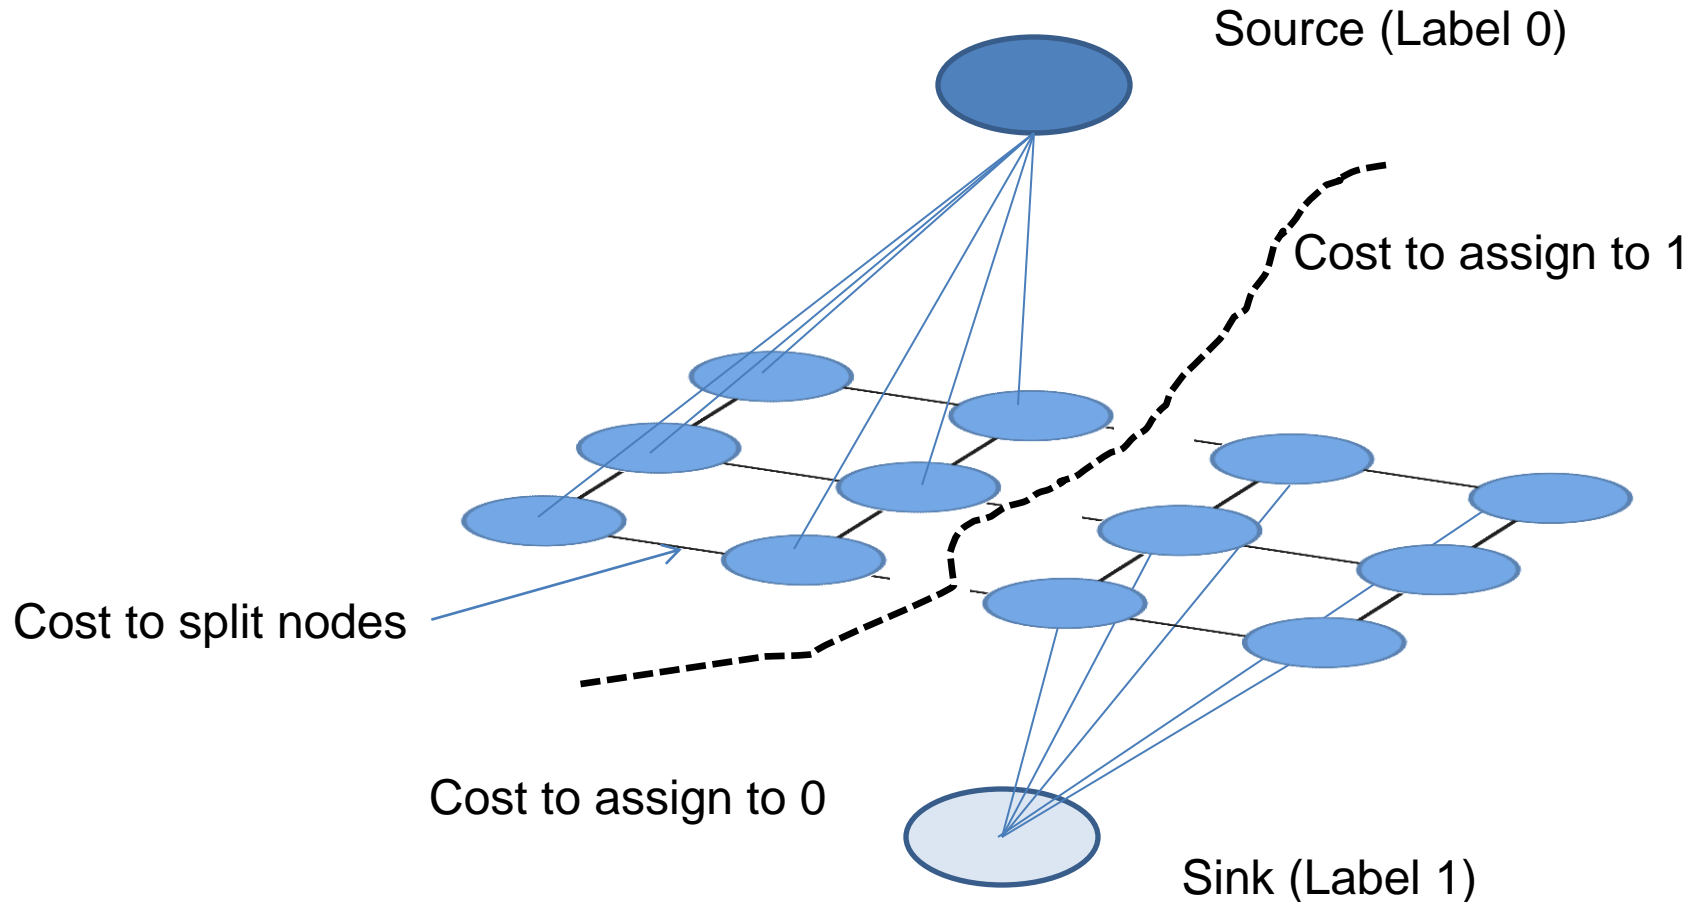 Source (Label 0)
Cost to assign to 1
Cost to split nodes
Cost to assign to 0
Sink (Label 1)